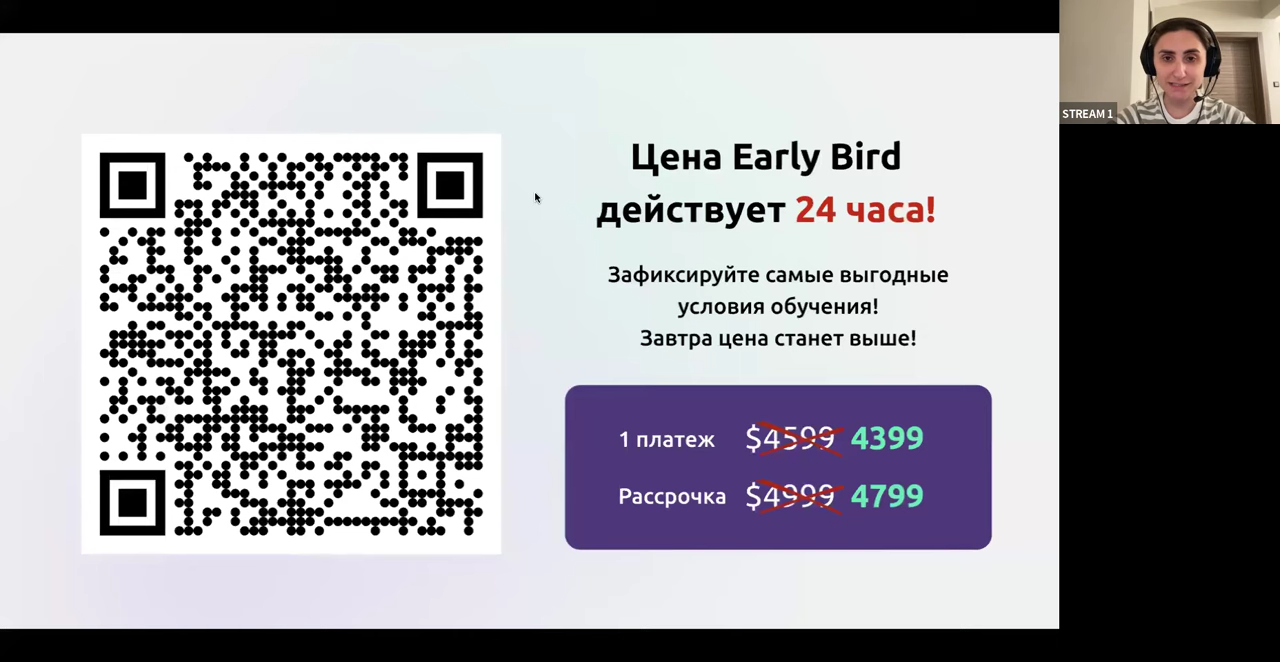 Цена Early Bird
действует 24 часа!
Зафиксируйте самые выгодные
условия обучения!
Завтра цена станет выше!
1 платеж $4599 4399
Рассрочка $4999 4799
STREAM 1